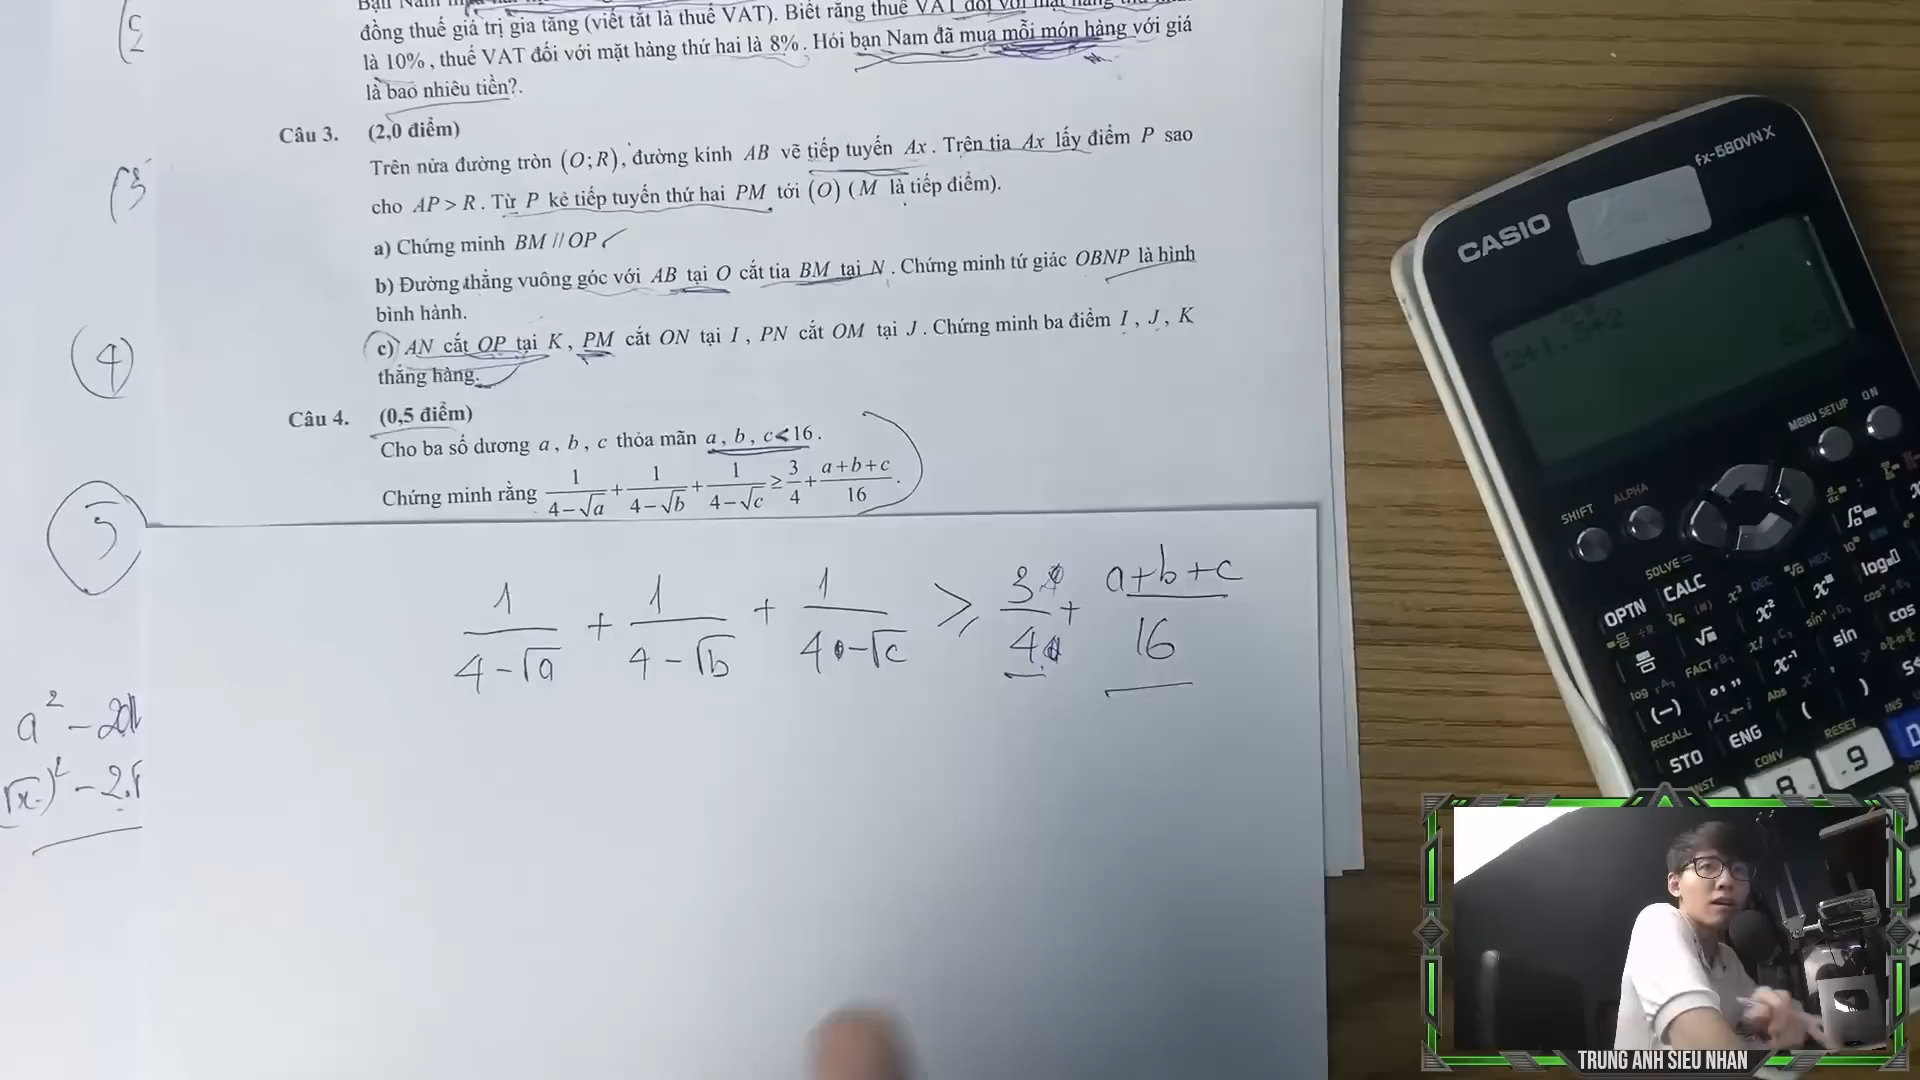 đồng thuế giá trị gia tăng (viết tắt là thuế VAT). Biết rằng thuế VAT đối với mặt hàng thứ
là 10%, thuế VAT đối với mặt hàng thứ hai là 8%. Hỏi bạn Nam đã mua mỗi món hàng với giá
là bao nhiêu tiền?.
Câu 3. (2,0 điểm)
Trên nửa đường tròn (O;R), đường kính AB vẽ tiếp tuyến Ax. Trên tia Ax lấy điểm P sao
cho AP > R. Từ P kẻ tiếp tuyến thứ hai PM tới (O) (M là tiếp điểm).
a) Chứng minh BM // OP
b) Đường thẳng vuông góc với AB tại O cắt tia BM tại N. Chứng minh tứ giác OBNP là hình
bình hành.
c) AN cắt OP tại K, PM cắt ON tại I, PN cắt OM tại J. Chứng minh ba điểm I, J, K
thẳng hàng.
Câu 4. (0,5 điểm)
Cho ba số dương a, b, c thỏa mãn a, b, c<16.
Chứng minh rằng 1/(4-√a) + 1/(4-√b) + 1/(4-√c) ≥ 3/4 + (a+b+c)/16.
1/(4-√a) + 1/(4-√b) + 1/(4-√c) ≥ 3/4 + (a+b+c)/16
4
5
a² - 2
CASIO
fx-580VN X
MENU SETUP ON
SHIFT ALPHA
SOLVE =
OPTN CALC
log
sin cos
(-)
RECALL
STO ENG
CONV RESET INS
8 .9
TRUNG ANH SIEU NHAN